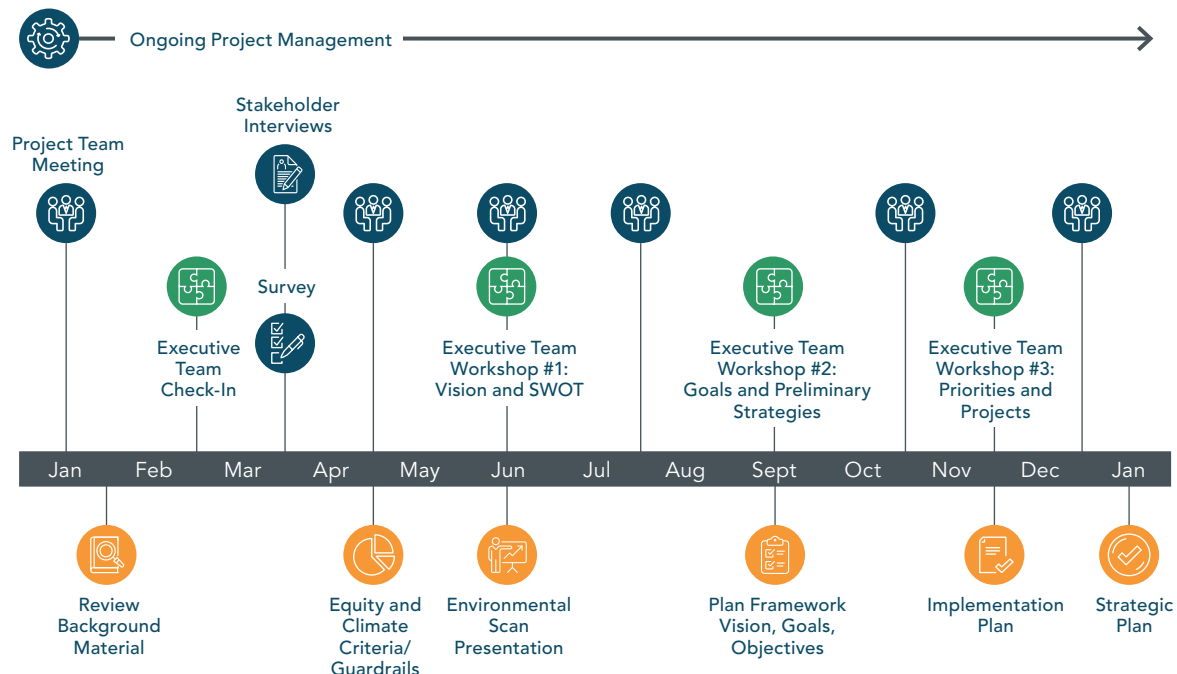 Ongoing Project Management
Stakeholder
Interviews
Project Team
Meeting
Survey
Executive
Team
Check-In
Executive Team
Workshop #1:
Vision and SWOT
Executive Team
Workshop #2:
Goals and Preliminary
Strategies
Executive Team
Workshop #3:
Priorities and
Projects
Jan Feb Mar Apr May Jun Jul Aug Sept Oct Nov Dec Jan
Review
Background
Material
Equity and
Climate
Criteria/
Guardrails
Environmental
Scan
Presentation
Plan Framework
Vision, Goals,
Objectives
Implementation
Plan
Strategic
Plan